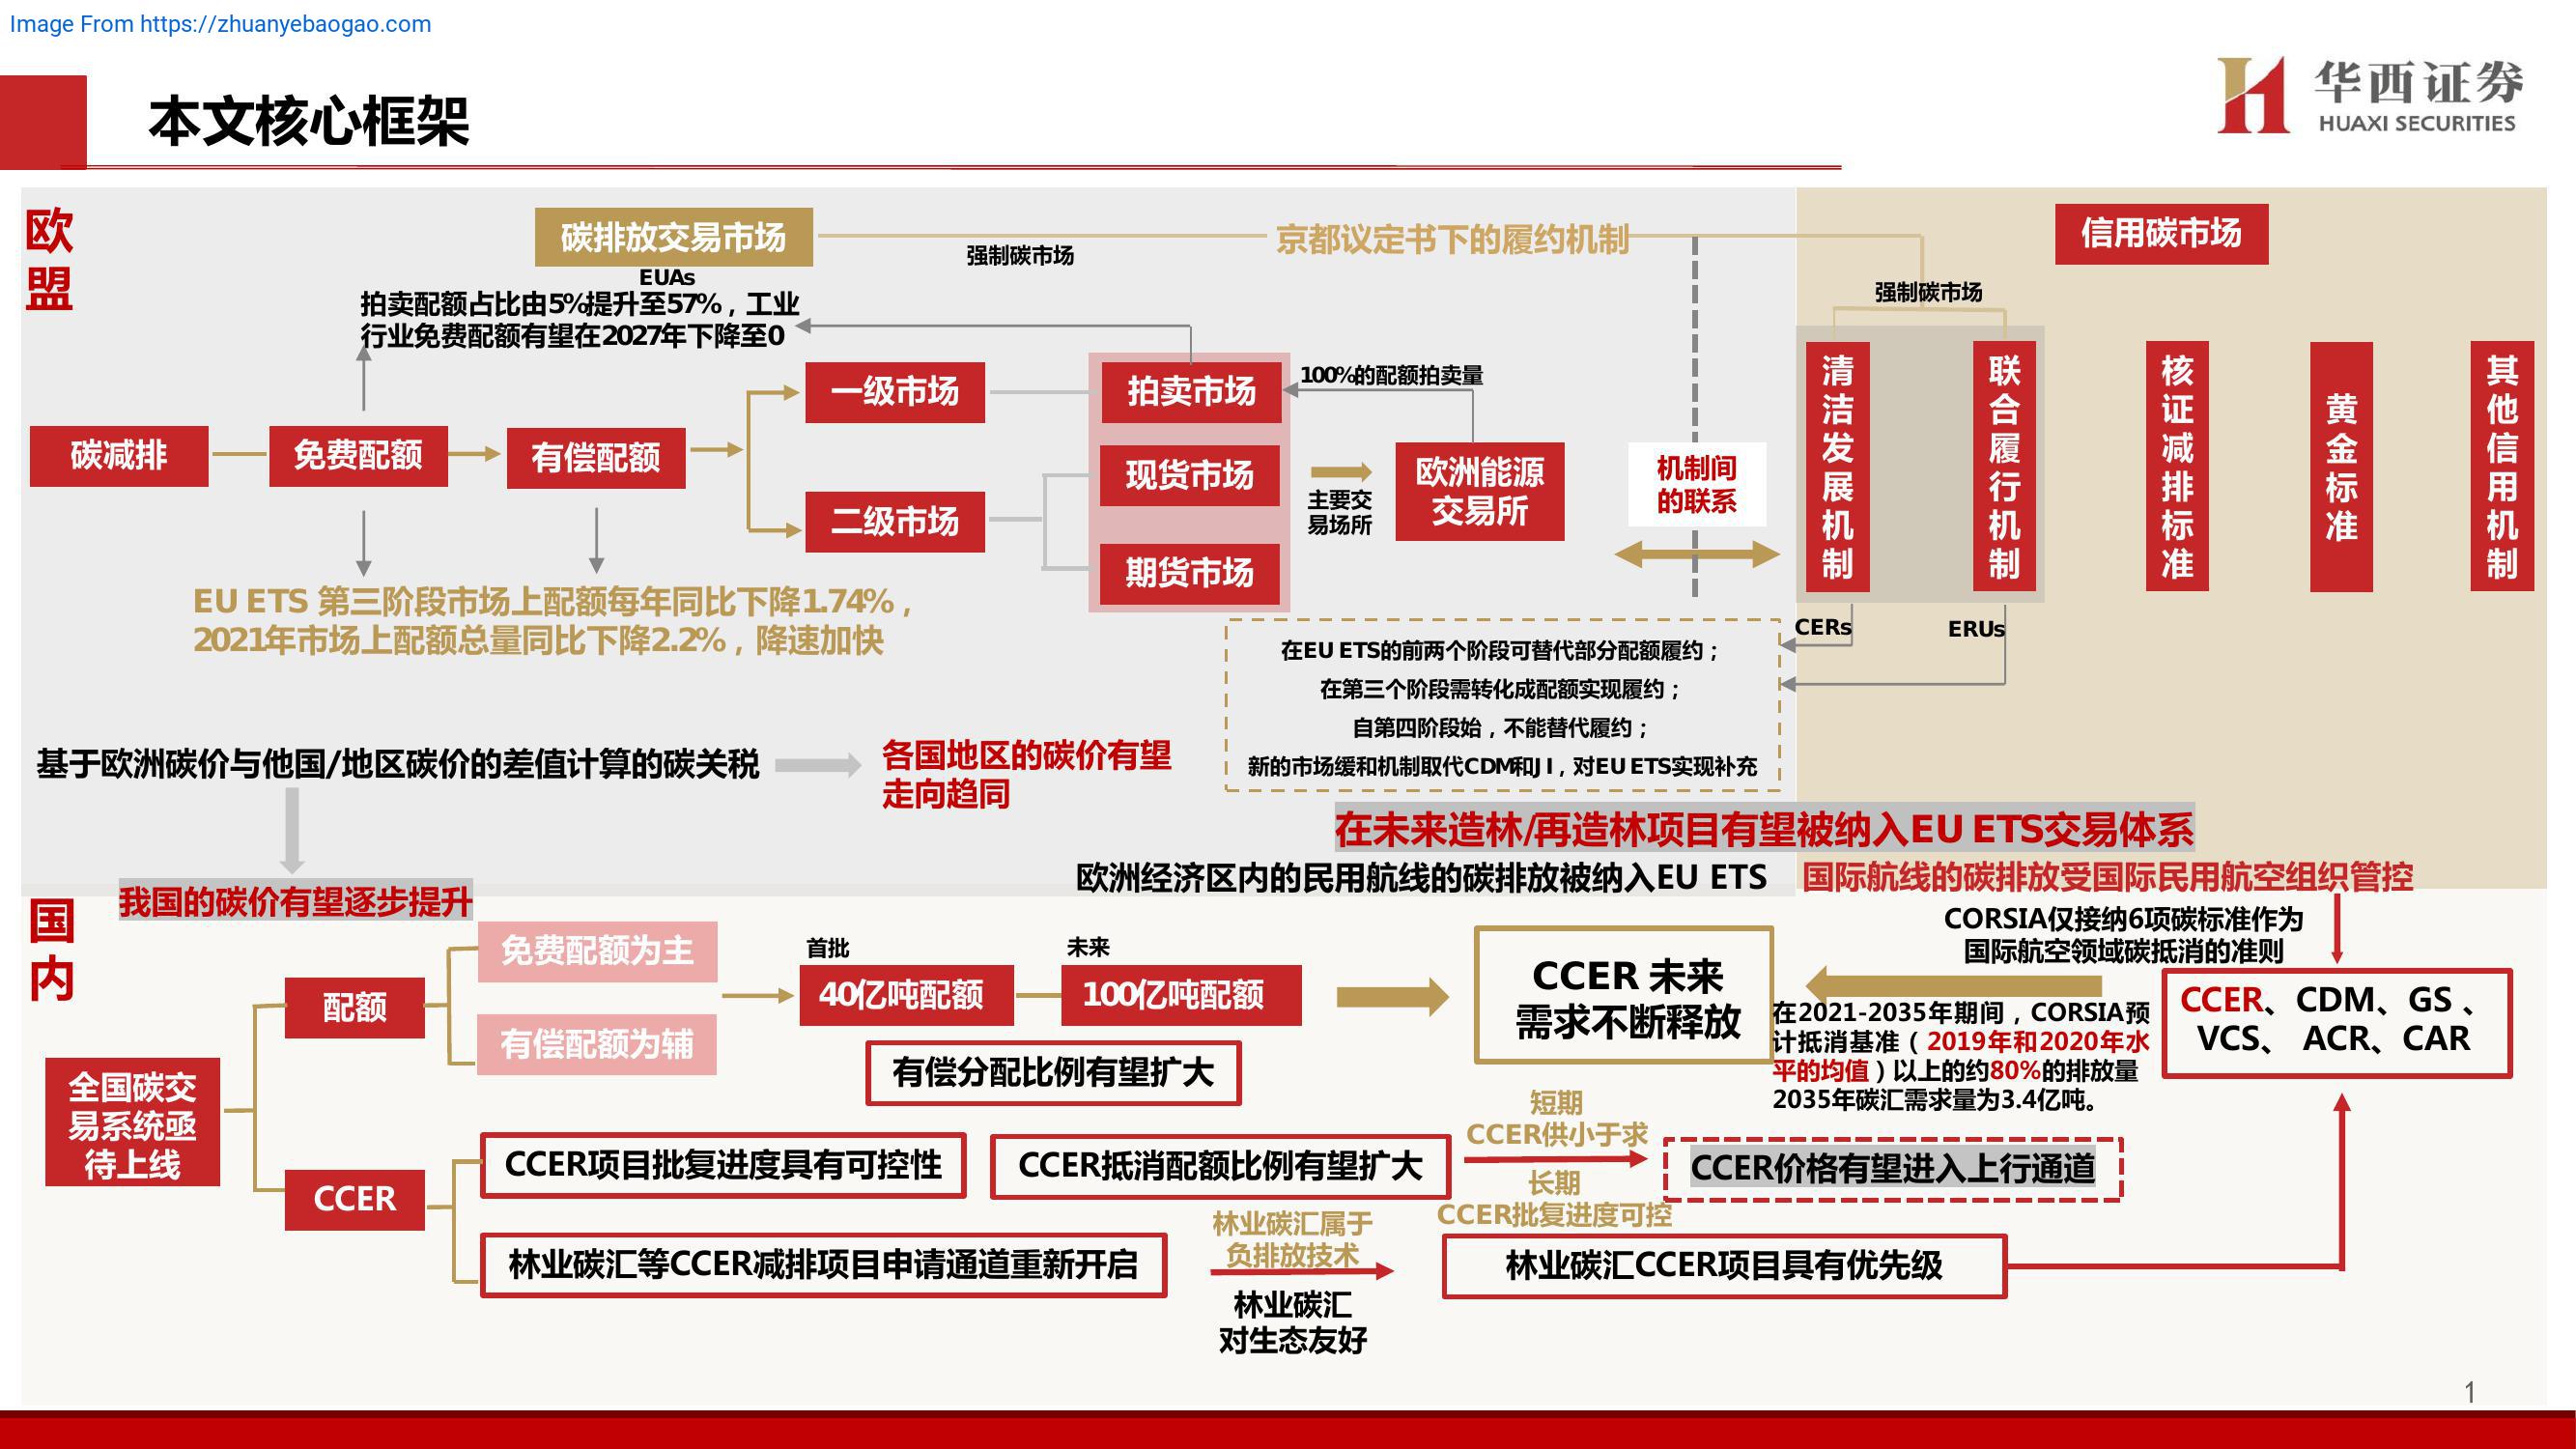 Image From https://zhuanyebaogao.com
本文核心框架
华西证券
HUAXI SECURITIES
欧
盟
碳排放交易市场
强制碳市场
京都议定书下的履约机制
信用碳市场
EUAs
拍卖配额占比由5%提升至57%，工业
行业免费配额有望在2027年下降至0
强制碳市场
碳减排
免费配额
有偿配额
一级市场
二级市场
拍卖市场
现货市场
期货市场
100%的配额拍卖量
主要交
易场所
欧洲能源
交易所
机制间
的联系
清洁发展机制
联合履行机制
核证减排标准
黄金标准
其他信用机制
EU ETS 第三阶段市场上配额每年同比下降1.74%，
2021年市场上配额总量同比下降2.2%，降速加快
CERs
ERUs
在EU ETS的前两个阶段可替代部分配额履约；
在第三个阶段需转化成配额实现履约；
自第四阶段始，不能替代履约；
新的市场缓和机制取代CDM和JI，对EU ETS实现补充
基于欧洲碳价与他国/地区碳价的差值计算的碳关税
各国地区的碳价有望
走向趋同
在未来造林/再造林项目有望被纳入EU ETS交易体系
欧洲经济区内的民用航线的碳排放被纳入EU ETS
国际航线的碳排放受国际民用航空组织管控
我国的碳价有望逐步提升
国
内
CORSIA仅接纳6项碳标准作为
国际航空领域碳抵消的准则
免费配额为主
有偿配额为辅
配额
首批
40亿吨配额
未来
100亿吨配额
有偿分配比例有望扩大
CCER 未来
需求不断释放
在2021-2035年期间，CORSIA预
计抵消基准（2019年和2020年水
平的均值）以上的约80%的排放量
2035年碳汇需求量为3.4亿吨。
CCER、CDM、GS 、
VCS、 ACR、CAR
全国碳交
易系统亟
待上线
CCER
CCER项目批复进度具有可控性
CCER抵消配额比例有望扩大
短期
CCER供小于求
长期
CCER批复进度可控
CCER价格有望进入上行通道
林业碳汇等CCER减排项目申请通道重新开启
林业碳汇属于
负排放技术
林业碳汇
对生态友好
林业碳汇CCER项目具有优先级
1